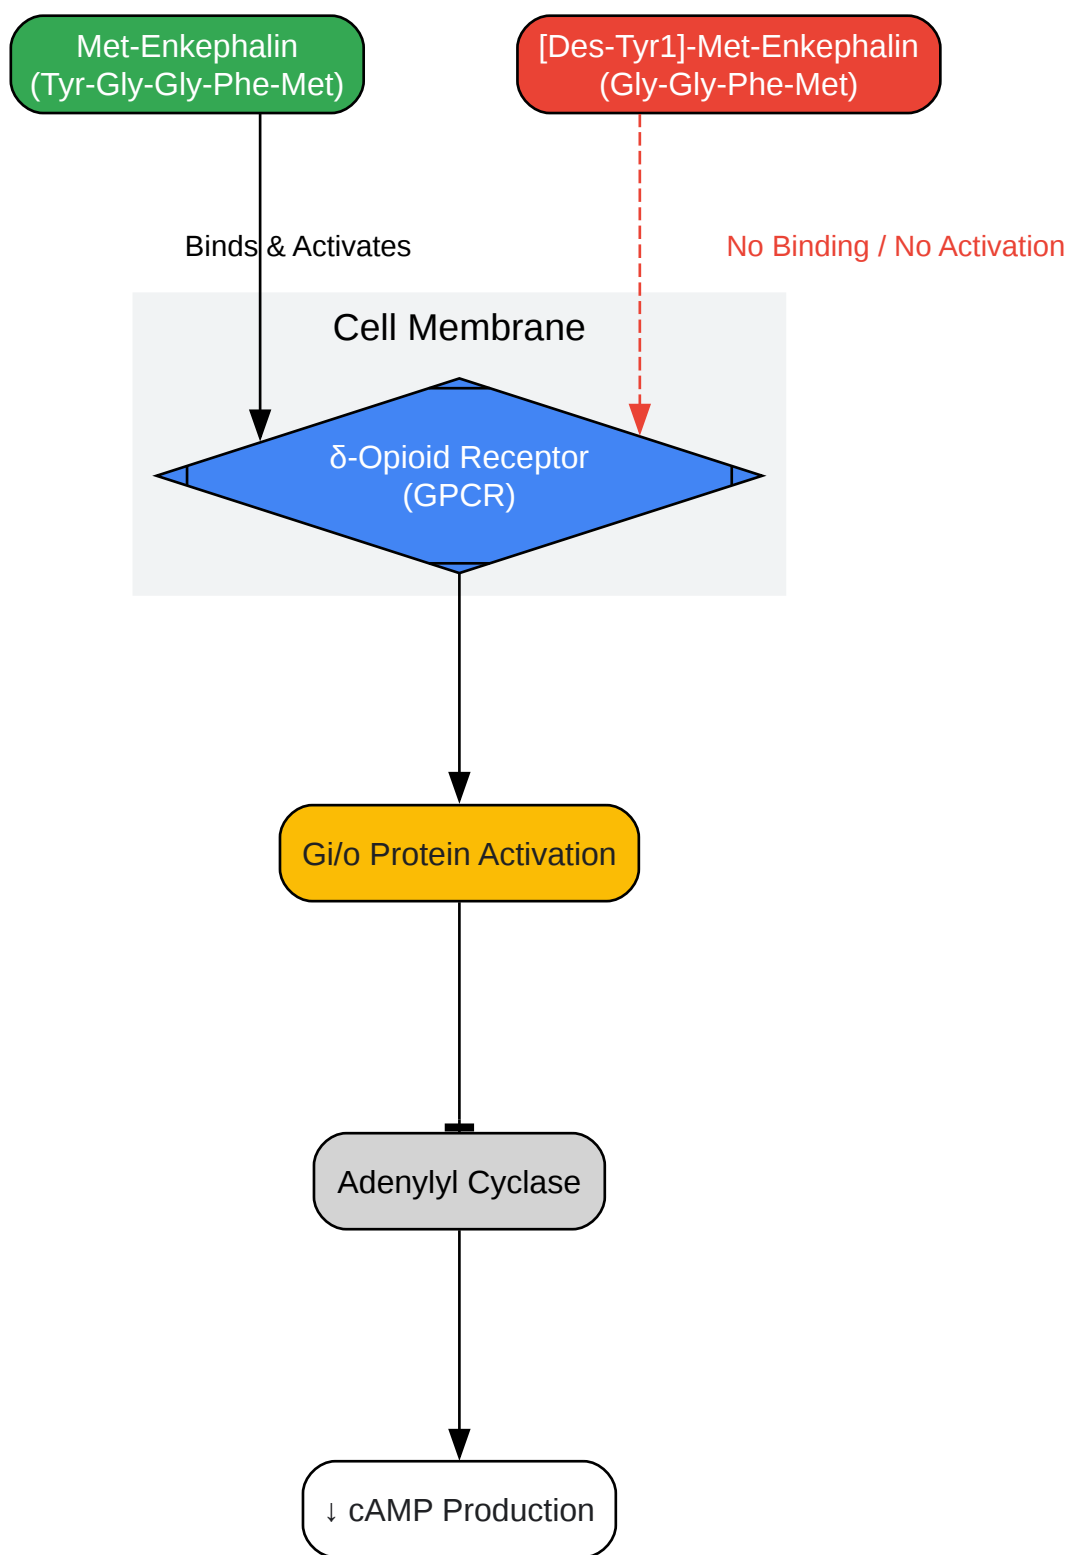 Met-Enkephalin
(Tyr-Gly-Gly-Phe-Met)
[Des-Tyr1]-Met-Enkephalin
(Gly-Gly-Phe-Met)
Binds & Activates
No Binding / No Activation
Cell Membrane
δ-Opioid Receptor
(GPCR)
Gi/o Protein Activation
Adenylyl Cyclase
↓ cAMP Production